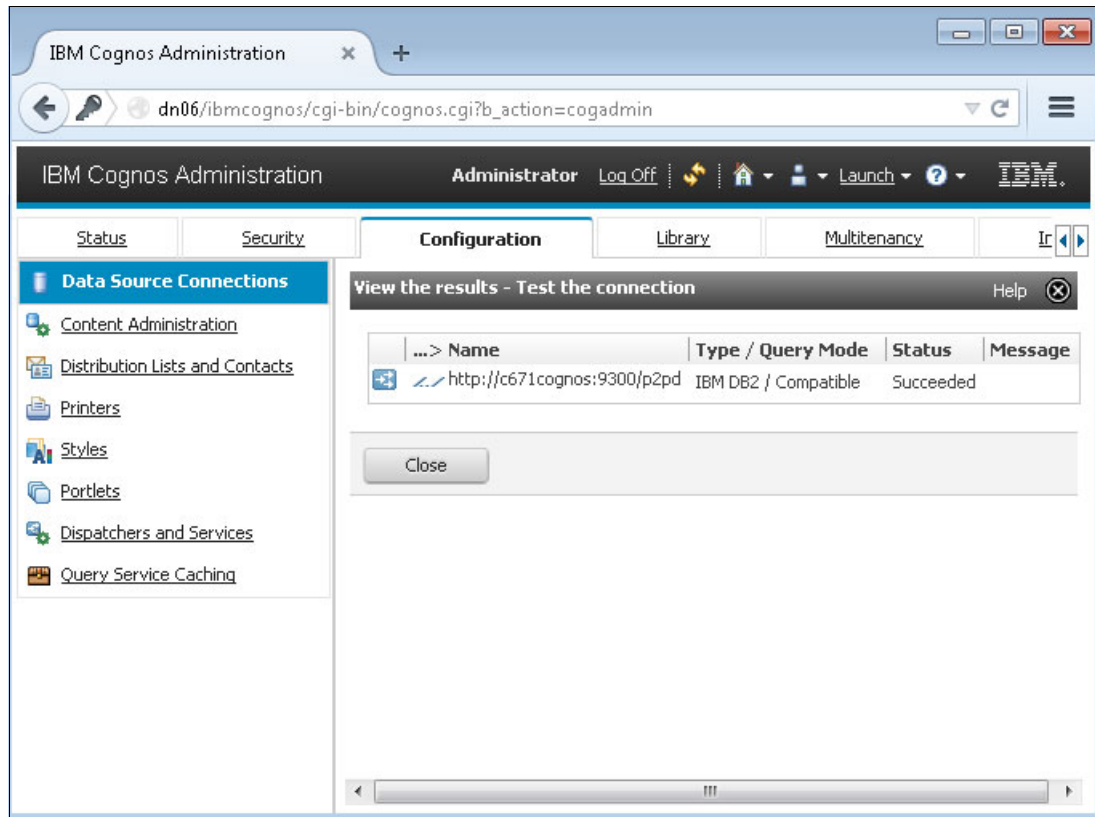 IBM Cognos Administration
dn06/ibmcognos/cgi-bin/cognos.cgi?b_action=cogadmin
IBM Cognos Administration Administrator Log Off Launch IBM.
Status Security Configuration Library Multitenancy
Data Source Connections
Content Administration
Distribution Lists and Contacts
Printers
Styles
Portlets
Dispatchers and Services
Query Service Caching
View the results - Test the connection Help
...> Name Type / Query Mode Status Message
http://c671cognos:9300/p2pd IBM DB2 / Compatible Succeeded
Close